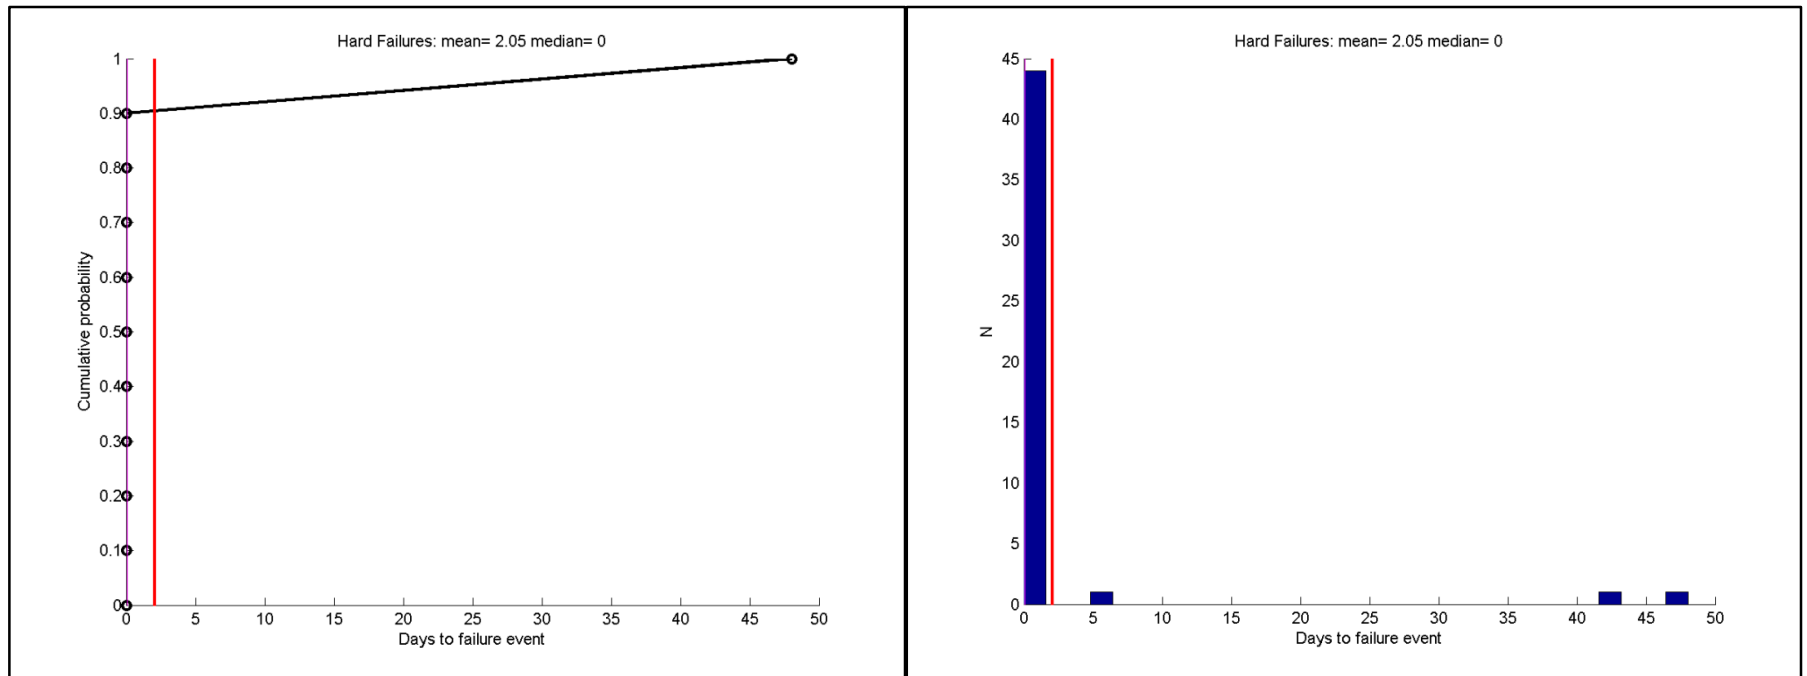 Hard Failures: mean= 2.05 median= 0
1
0.9
0.8
0.7
0.6
0.5
0.4
0.3
0.2
0.1
0
Cumulative probability
0 5 10 15 20 25 30 35 40 45 50
Days to failure event
Hard Failures: mean= 2.05 median= 0
45
40
35
30
25
20
15
10
5
0
N
0 5 10 15 20 25 30 35 40 45 50
Days to failure event